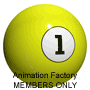 1
Animation Factory
MEMBERS ONLY